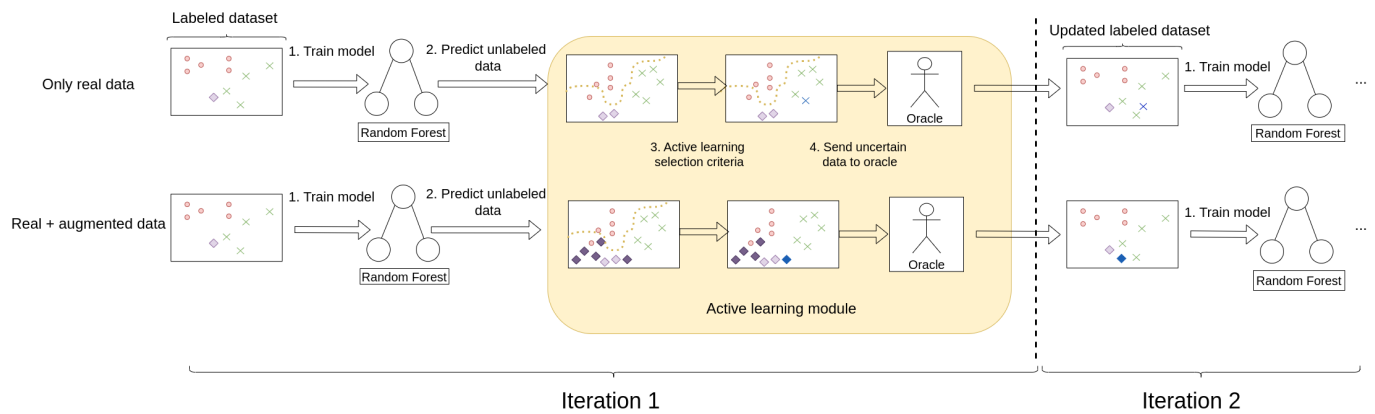 Labeled dataset
Updated labeled dataset
Only real data
1. Train model
2. Predict unlabeled
data
Random Forest
Oracle
3. Active learning
selection criteria
4. Send uncertain
data to oracle
1. Train model
Random Forest
...
Real + augmented data
1. Train model
2. Predict unlabeled
data
Random Forest
Oracle
1. Train model
Random Forest
...
Active learning module
Iteration 1
Iteration 2